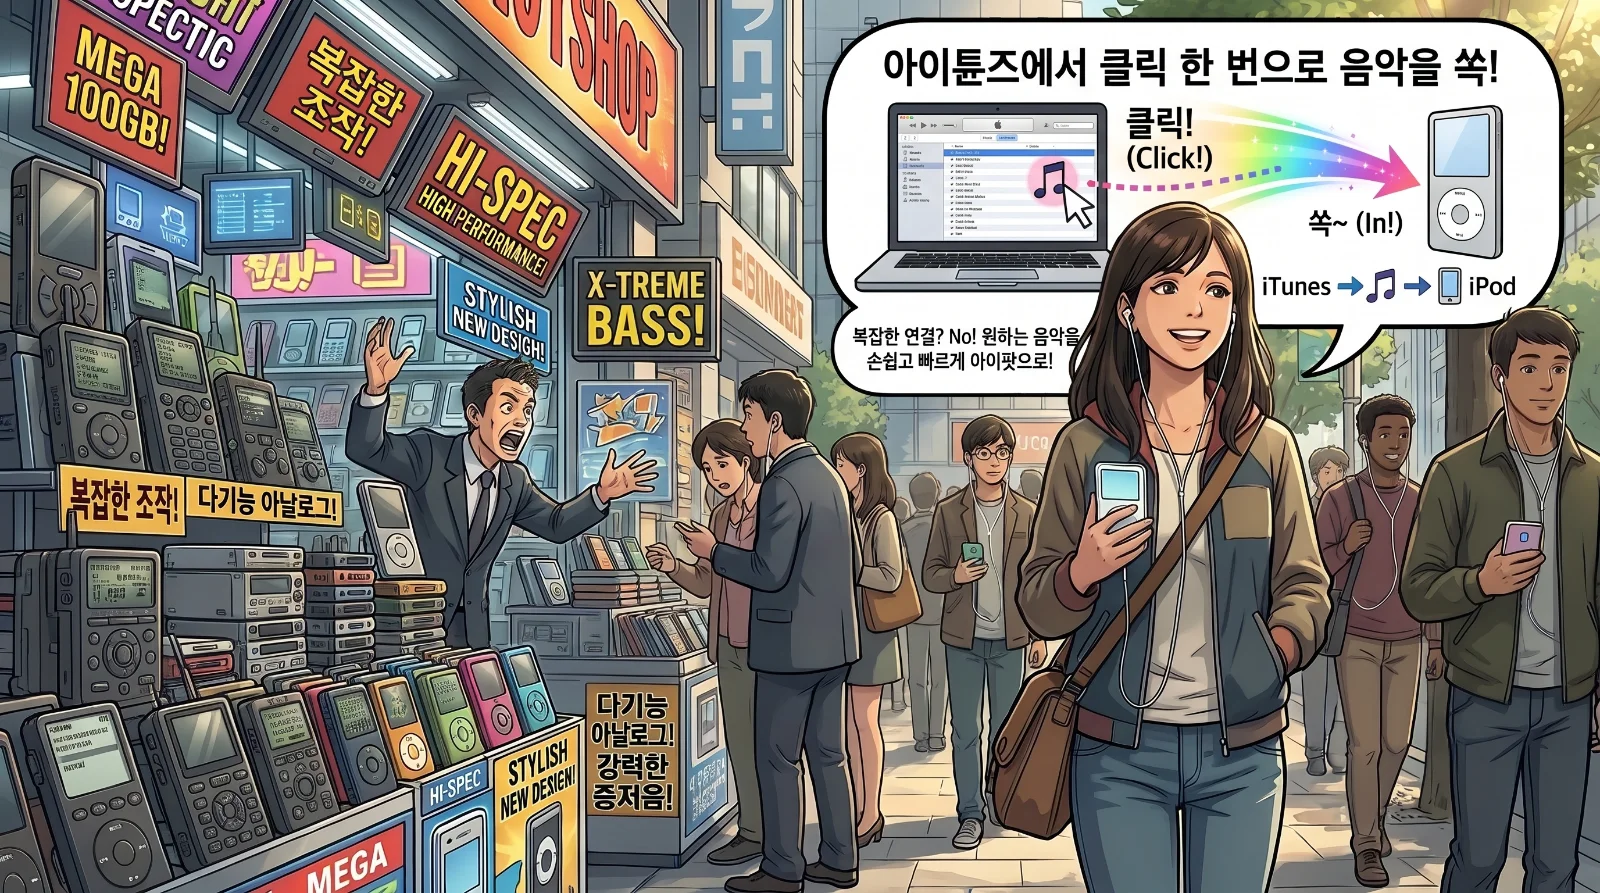 MEGA
100GB!
복잡한
조작!
HI-SPEC
HIGH PERFORMANCE!
STYLISH
NEW DESIGH!
X-TREME
BASS!
복잡한 조작!
다기능 아날로그!
다기능
아날로그!
강력한
증저음!
HI-SPEC
STYLISH
NEW DESIGN!
MEGA
아이튠즈에서 클릭 한 번으로 음악을 쏙!
클릭!
(Click!)
쏙~ (In!)
iTunes
iPod
복잡한 연결? No! 원하는 음악을
손쉽고 빠르게 아이팟으로!